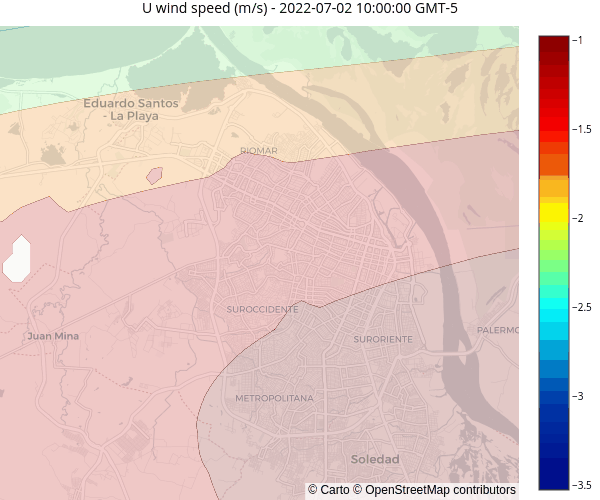 U wind speed (m/s) - 2022-07-02 10:00:00 GMT-5
Eduardo Santos
- La Playa
RIOMAR
SUROCCIDENTE
Juan Mina
SURORIENTE
PALERMO
METROPOLITANA
Soledad
© Carto © OpenStreetMap contributors
−1
−1.5
−2
−2.5
−3
−3.5